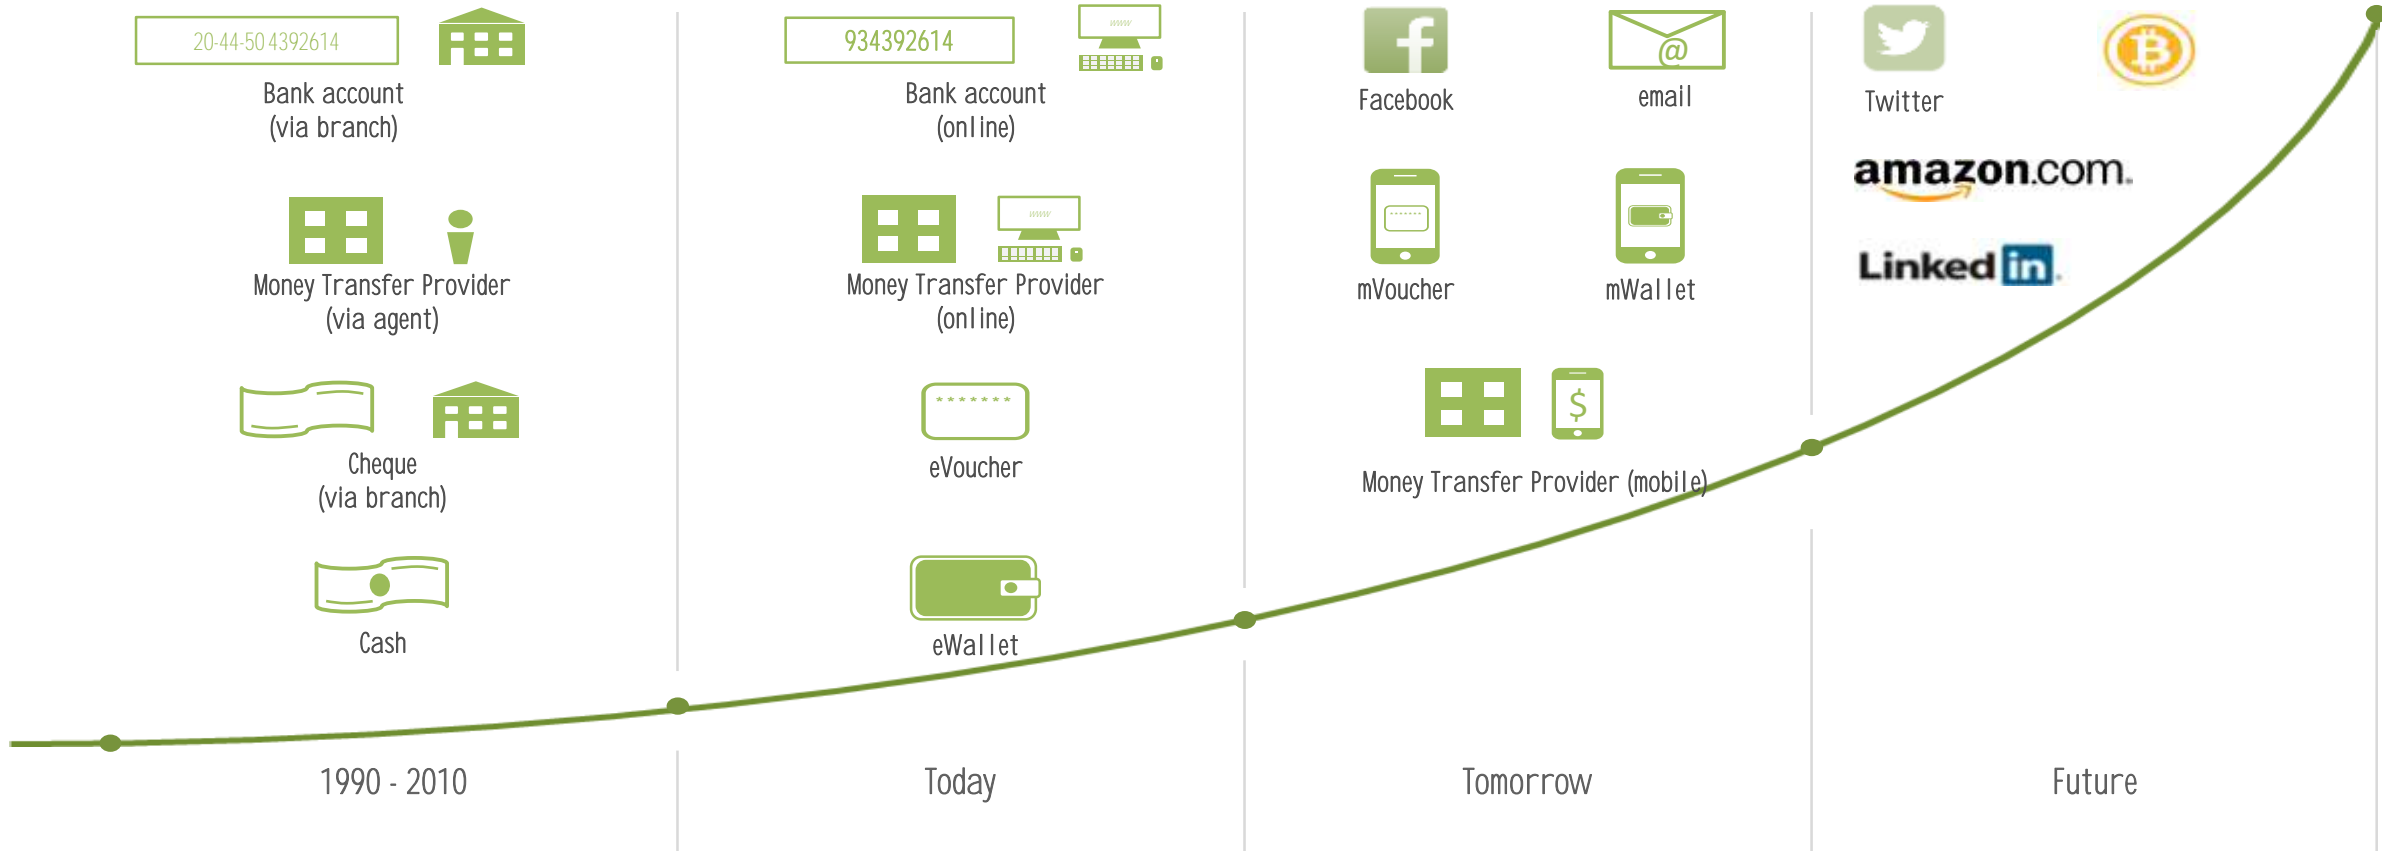 20-44-50 4392614
Bank account
(via branch)
Money Transfer Provider
(via agent)
Cheque
(via branch)
Cash
1990 - 2010
934392614
www
Bank account
(online)
www
Money Transfer Provider
(online)
*******
eVoucher
eWallet
Today
f
Facebook
@
email
mVoucher
mWallet
$
Money Transfer Provider (mobile)
Tomorrow
Twitter
B
amazon.com.
Linked in
Future